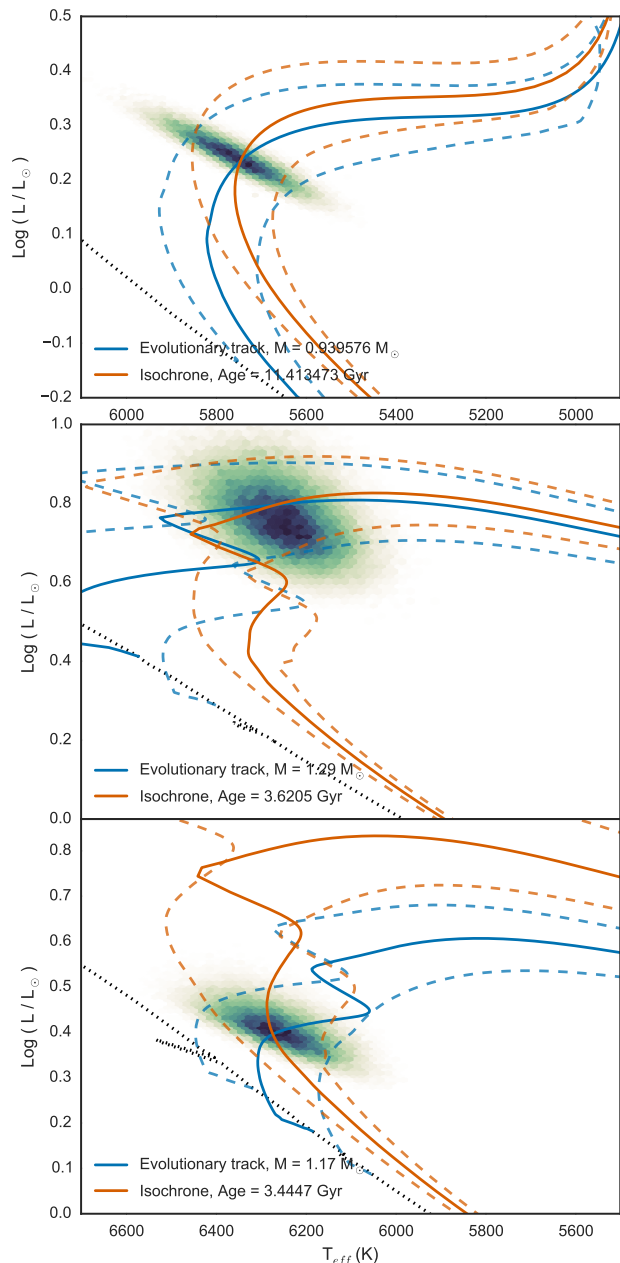 0.5
0.4
0.3
0.2
0.1
0.0
−0.1
−0.2
Log ( L / L☉ )
Evolutionary track, M = 0.939576 M☉
Isochrone, Age = 11.413473 Gyr
6000 5800 5600 5400 5200 5000
1.0
0.8
0.6
0.4
0.2
0.0
Log ( L / L☉ )
Evolutionary track, M = 1.29 M☉
Isochrone, Age = 3.6205 Gyr
0.8
0.7
0.6
0.5
0.4
0.3
0.2
0.1
0.0
Log ( L / L☉ )
Evolutionary track, M = 1.17 M☉
Isochrone, Age = 3.4447 Gyr
6600 6400 6200 6000 5800 5600
T_eff (K)